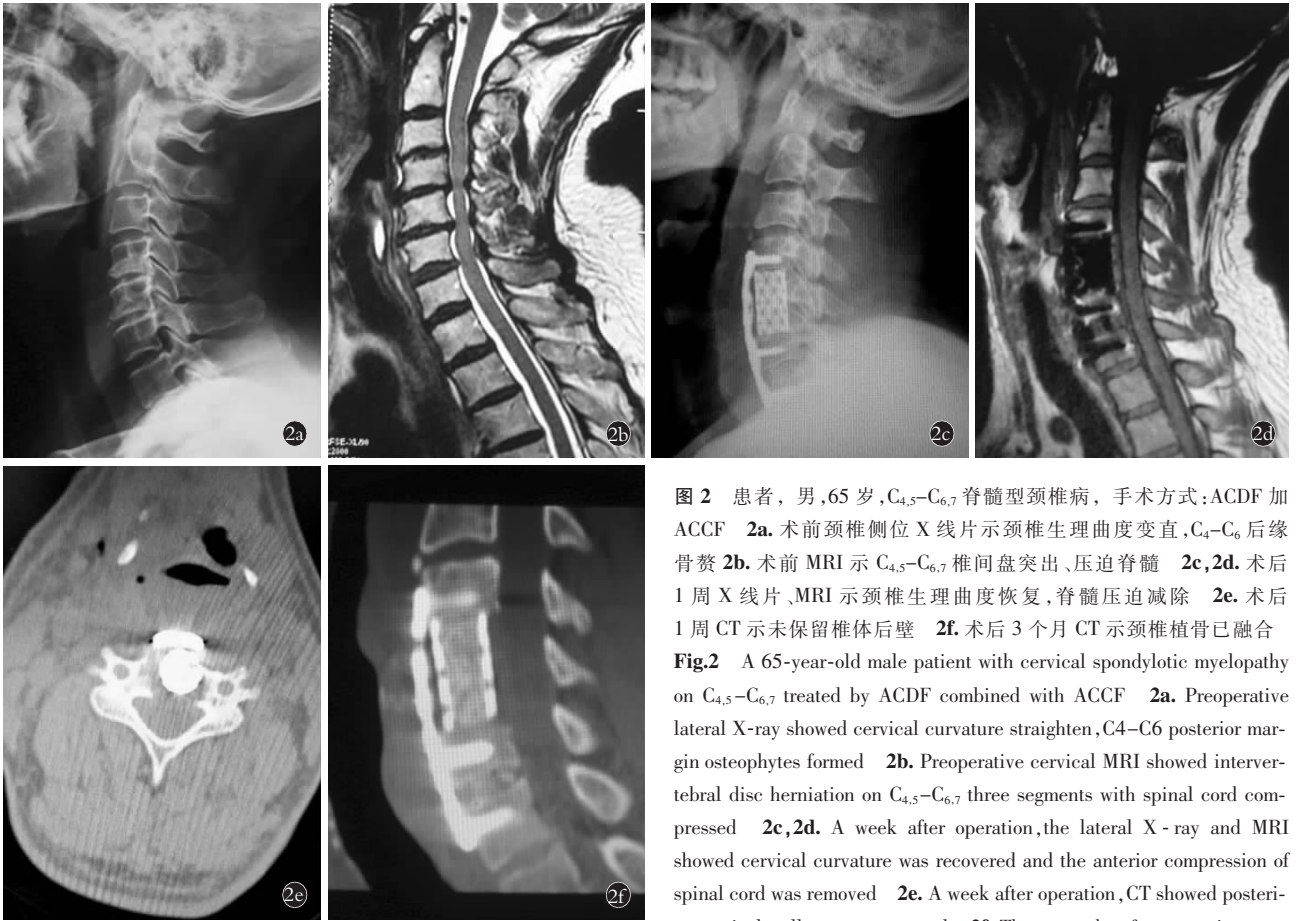 2a
2b
FSE-XL/90
2c
2d
2e
2f
图 2 患者，男，65 岁，C4,5-C6,7 脊髓型颈椎病，手术方式：ACDF 加
ACCF 2a. 术前颈椎侧位 X 线片示颈椎生理曲度变直，C4-C6 后缘
骨赘 2b. 术前 MRI 示 C4,5-C6,7 椎间盘突出、压迫脊髓 2c,2d. 术后
1 周 X 线片、MRI 示颈椎生理曲度恢复，脊髓压迫减除 2e. 术后
1 周 CT 示未保留椎体后壁 2f. 术后 3 个月 CT 示颈椎植骨已融合
Fig.2 A 65-year-old male patient with cervical spondylotic myelopathy
on C4,5-C6,7 treated by ACDF combined with ACCF 2a. Preoperative
lateral X-ray showed cervical curvature straighten, C4-C6 posterior mar-
gin osteophytes formed 2b. Preoperative cervical MRI showed interver-
tebral disc herniation on C4,5-C6,7 three segments with spinal cord com-
pressed 2c,2d. A week after operation, the lateral X-ray and MRI
showed cervical curvature was recovered and the anterior compression of
spinal cord was removed 2e. A week after operation, CT showed posteri-